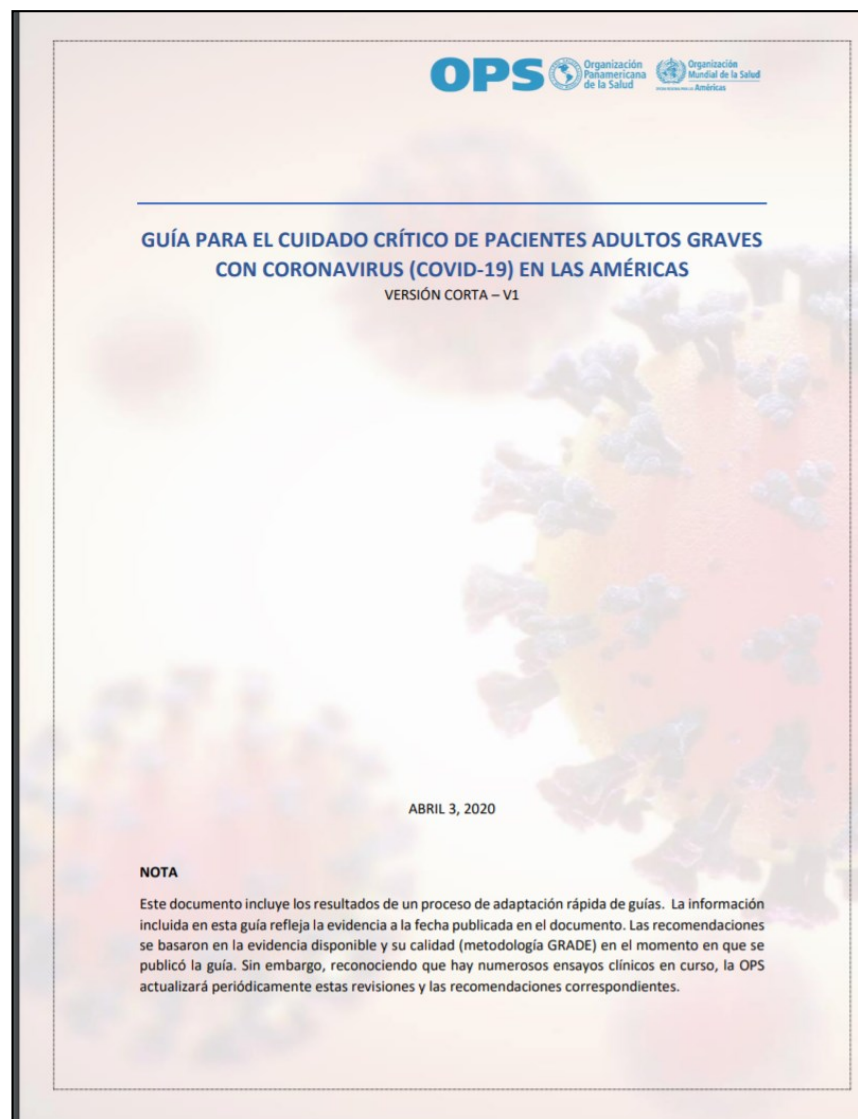 OPS
Organización
Panamericana
de la Salud
Organización
Mundial de la Salud
Américas
GUÍA PARA EL CUIDADO CRÍTICO DE PACIENTES ADULTOS GRAVES
CON CORONAVIRUS (COVID-19) EN LAS AMÉRICAS
VERSIÓN CORTA – V1
ABRIL 3, 2020
NOTA
Este documento incluye los resultados de un proceso de adaptación rápida de guías. La información
incluida en esta guía refleja la evidencia a la fecha publicada en el documento. Las recomendaciones
se basaron en la evidencia disponible y su calidad (metodología GRADE) en el momento en que se
publicó la guía. Sin embargo, reconociendo que hay numerosos ensayos clínicos en curso, la OPS
actualizará periódicamente estas revisiones y las recomendaciones correspondientes.